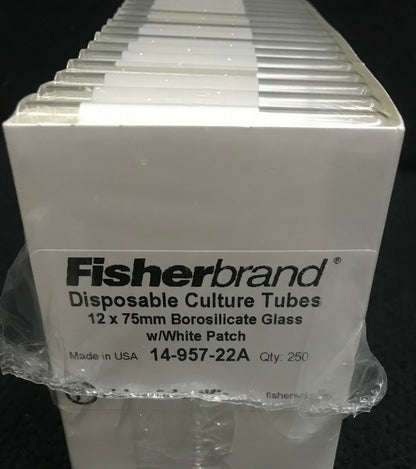 Fisherbrand®
Disposable Culture Tubes
12 x 75mm Borosilicate Glass
w/White Patch
Made in USA 14-957-22A Qty: 250